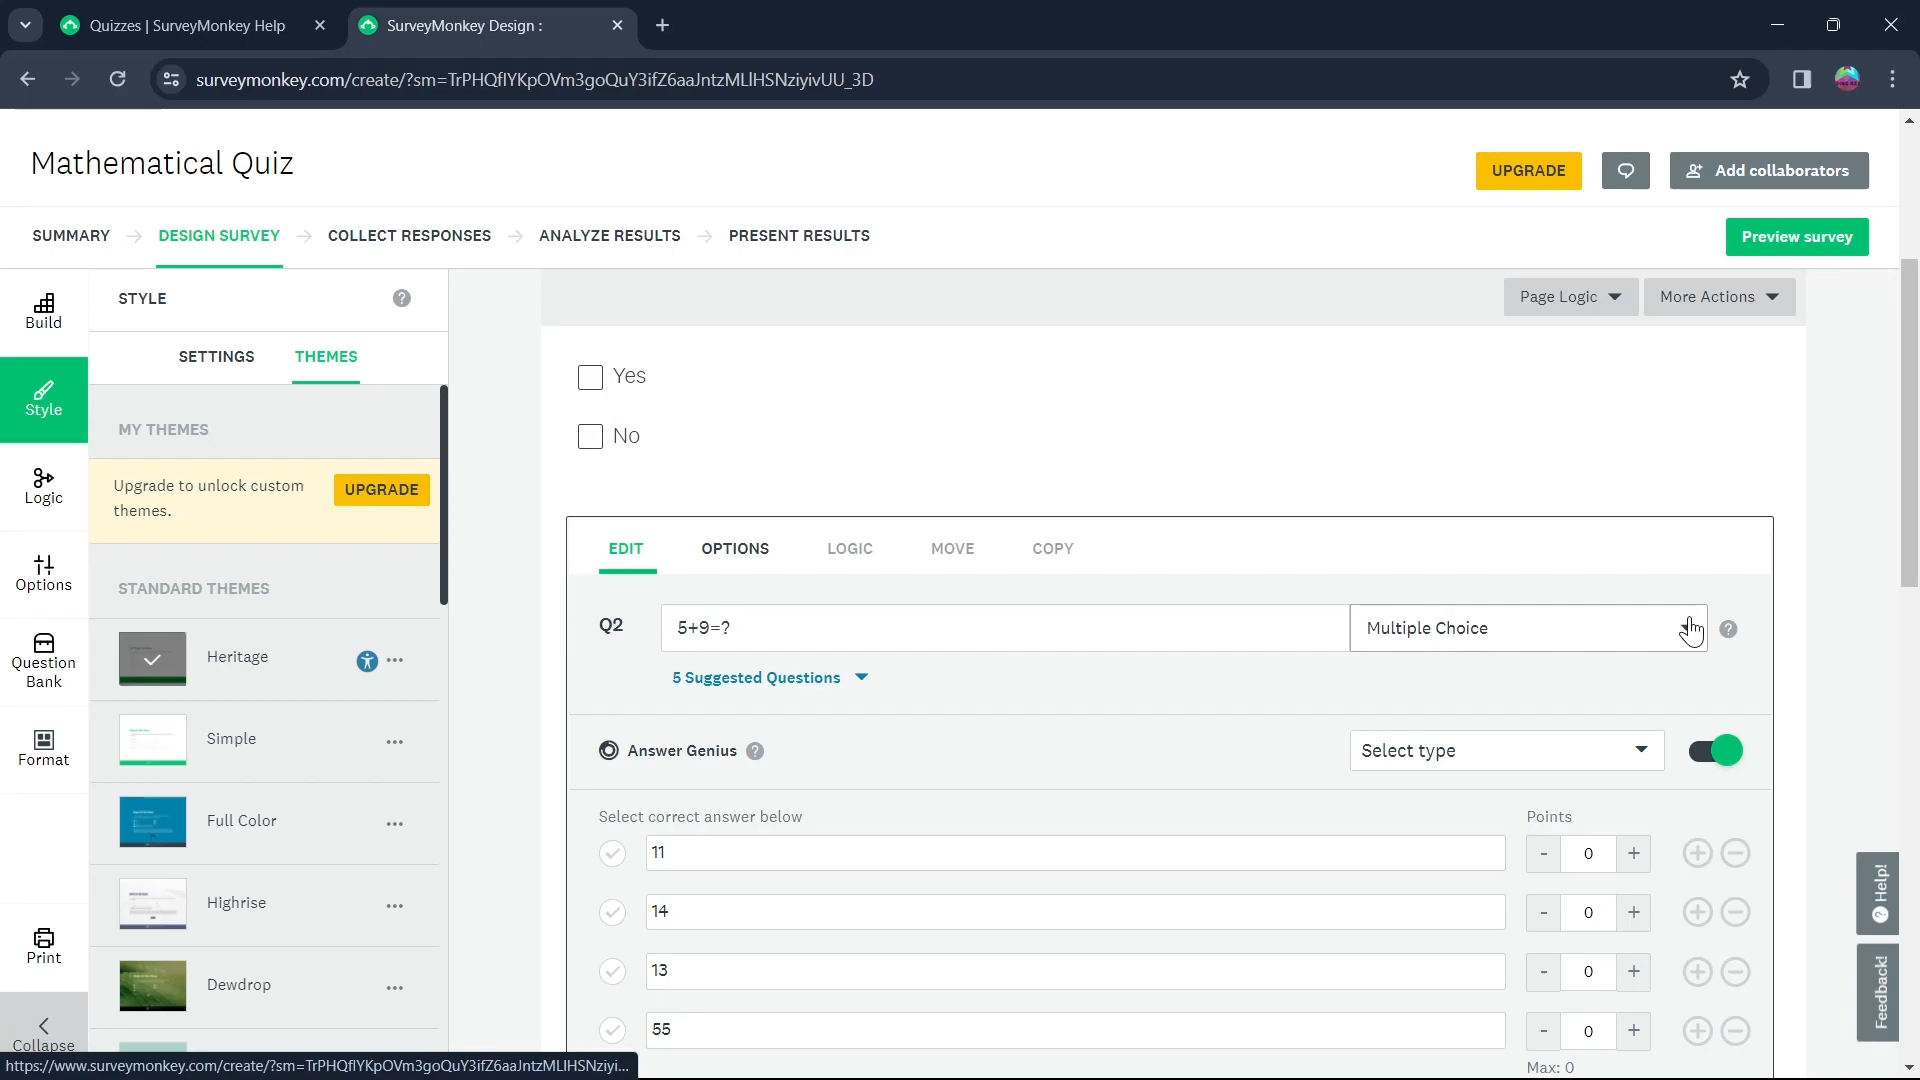 Quizzes | SurveyMonkey Help
SurveyMonkey Design :
surveymonkey.com/create/?sm=TrPHQflYKpOVm3goQuY3ifZ6aaJntzMLlHSNziyivUU_3D
Mathematical Quiz
UPGRADE
Add collaborators
SUMMARY
DESIGN SURVEY
COLLECT RESPONSES
ANALYZE RESULTS
PRESENT RESULTS
Preview survey
Build
Style
Logic
Options
Question
Bank
Format
Print
Collapse
STYLE
?
SETTINGS
THEMES
MY THEMES
Upgrade to unlock custom
themes.
UPGRADE
STANDARD THEMES
Heritage
Simple
Full Color
Highrise
Dewdrop
Page Logic
More Actions
Yes
No
EDIT
OPTIONS
LOGIC
MOVE
COPY
Q2
5+9=?
Multiple Choice
?
5 Suggested Questions
Answer Genius
?
Select type
Select correct answer below
Points
11
- 0 +
14
- 0 +
13
- 0 +
55
- 0 +
Max: 0
? Help!
Feedback!
https://www.surveymonkey.com/create/?sm=TrPHQflYKpOVm3goQuY3ifZ6aaJntzMLlHSNziyi...